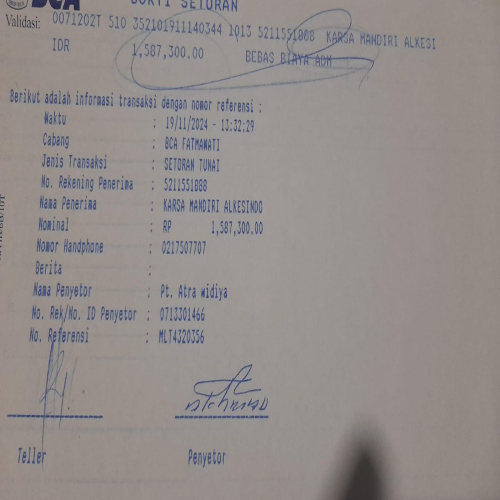 BCA BUKTI SETORAN
Validasi: 0071202T 510 352101911140344 1013 5211551888 KARSA MANDIRI ALKESI
IDR 1,587,300.00 BEBAS BIAYA ADM
Berikut adalah informasi transaksi dengan nomor referensi :
Waktu : 19/11/2024 - 13:32:29
Cabang : BCA FATMAWATI
Jenis Transaksi : SETORAN TUNAI
No. Rekening Penerima : 5211551888
Nama Penerima : KARSA MANDIRI ALKESINDO
Nominal : RP 1,587,300.00
Nomor Handphone : 0217507707
Berita :
Nama Penyetor : Pt. Atra widiya
No. Rek/No. ID Penyetor : 0713301466
No. Referensi : MLT4320356
Teller Penyetor